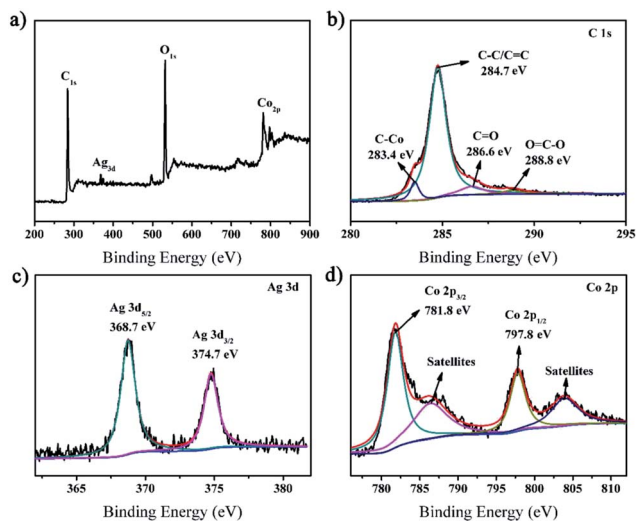 a)
C1s
O1s
Ag3d
Co2p
200 300 400 500 600 700 800 900
Binding Energy (eV)
b)
C 1s
C-C/C=C
284.7 eV
C-Co
283.4 eV
C=O
286.6 eV
O=C-O
288.8 eV
280 285 290 295
Binding Energy (eV)
c)
Ag 3d
Ag 3d5/2
368.7 eV
Ag 3d3/2
374.7 eV
365 370 375 380
Binding Energy (eV)
d)
Co 2p
Co 2p3/2
781.8 eV
Satellites
Co 2p1/2
797.8 eV
Satellites
780 785 790 795 800 805 810
Binding Energy (eV)